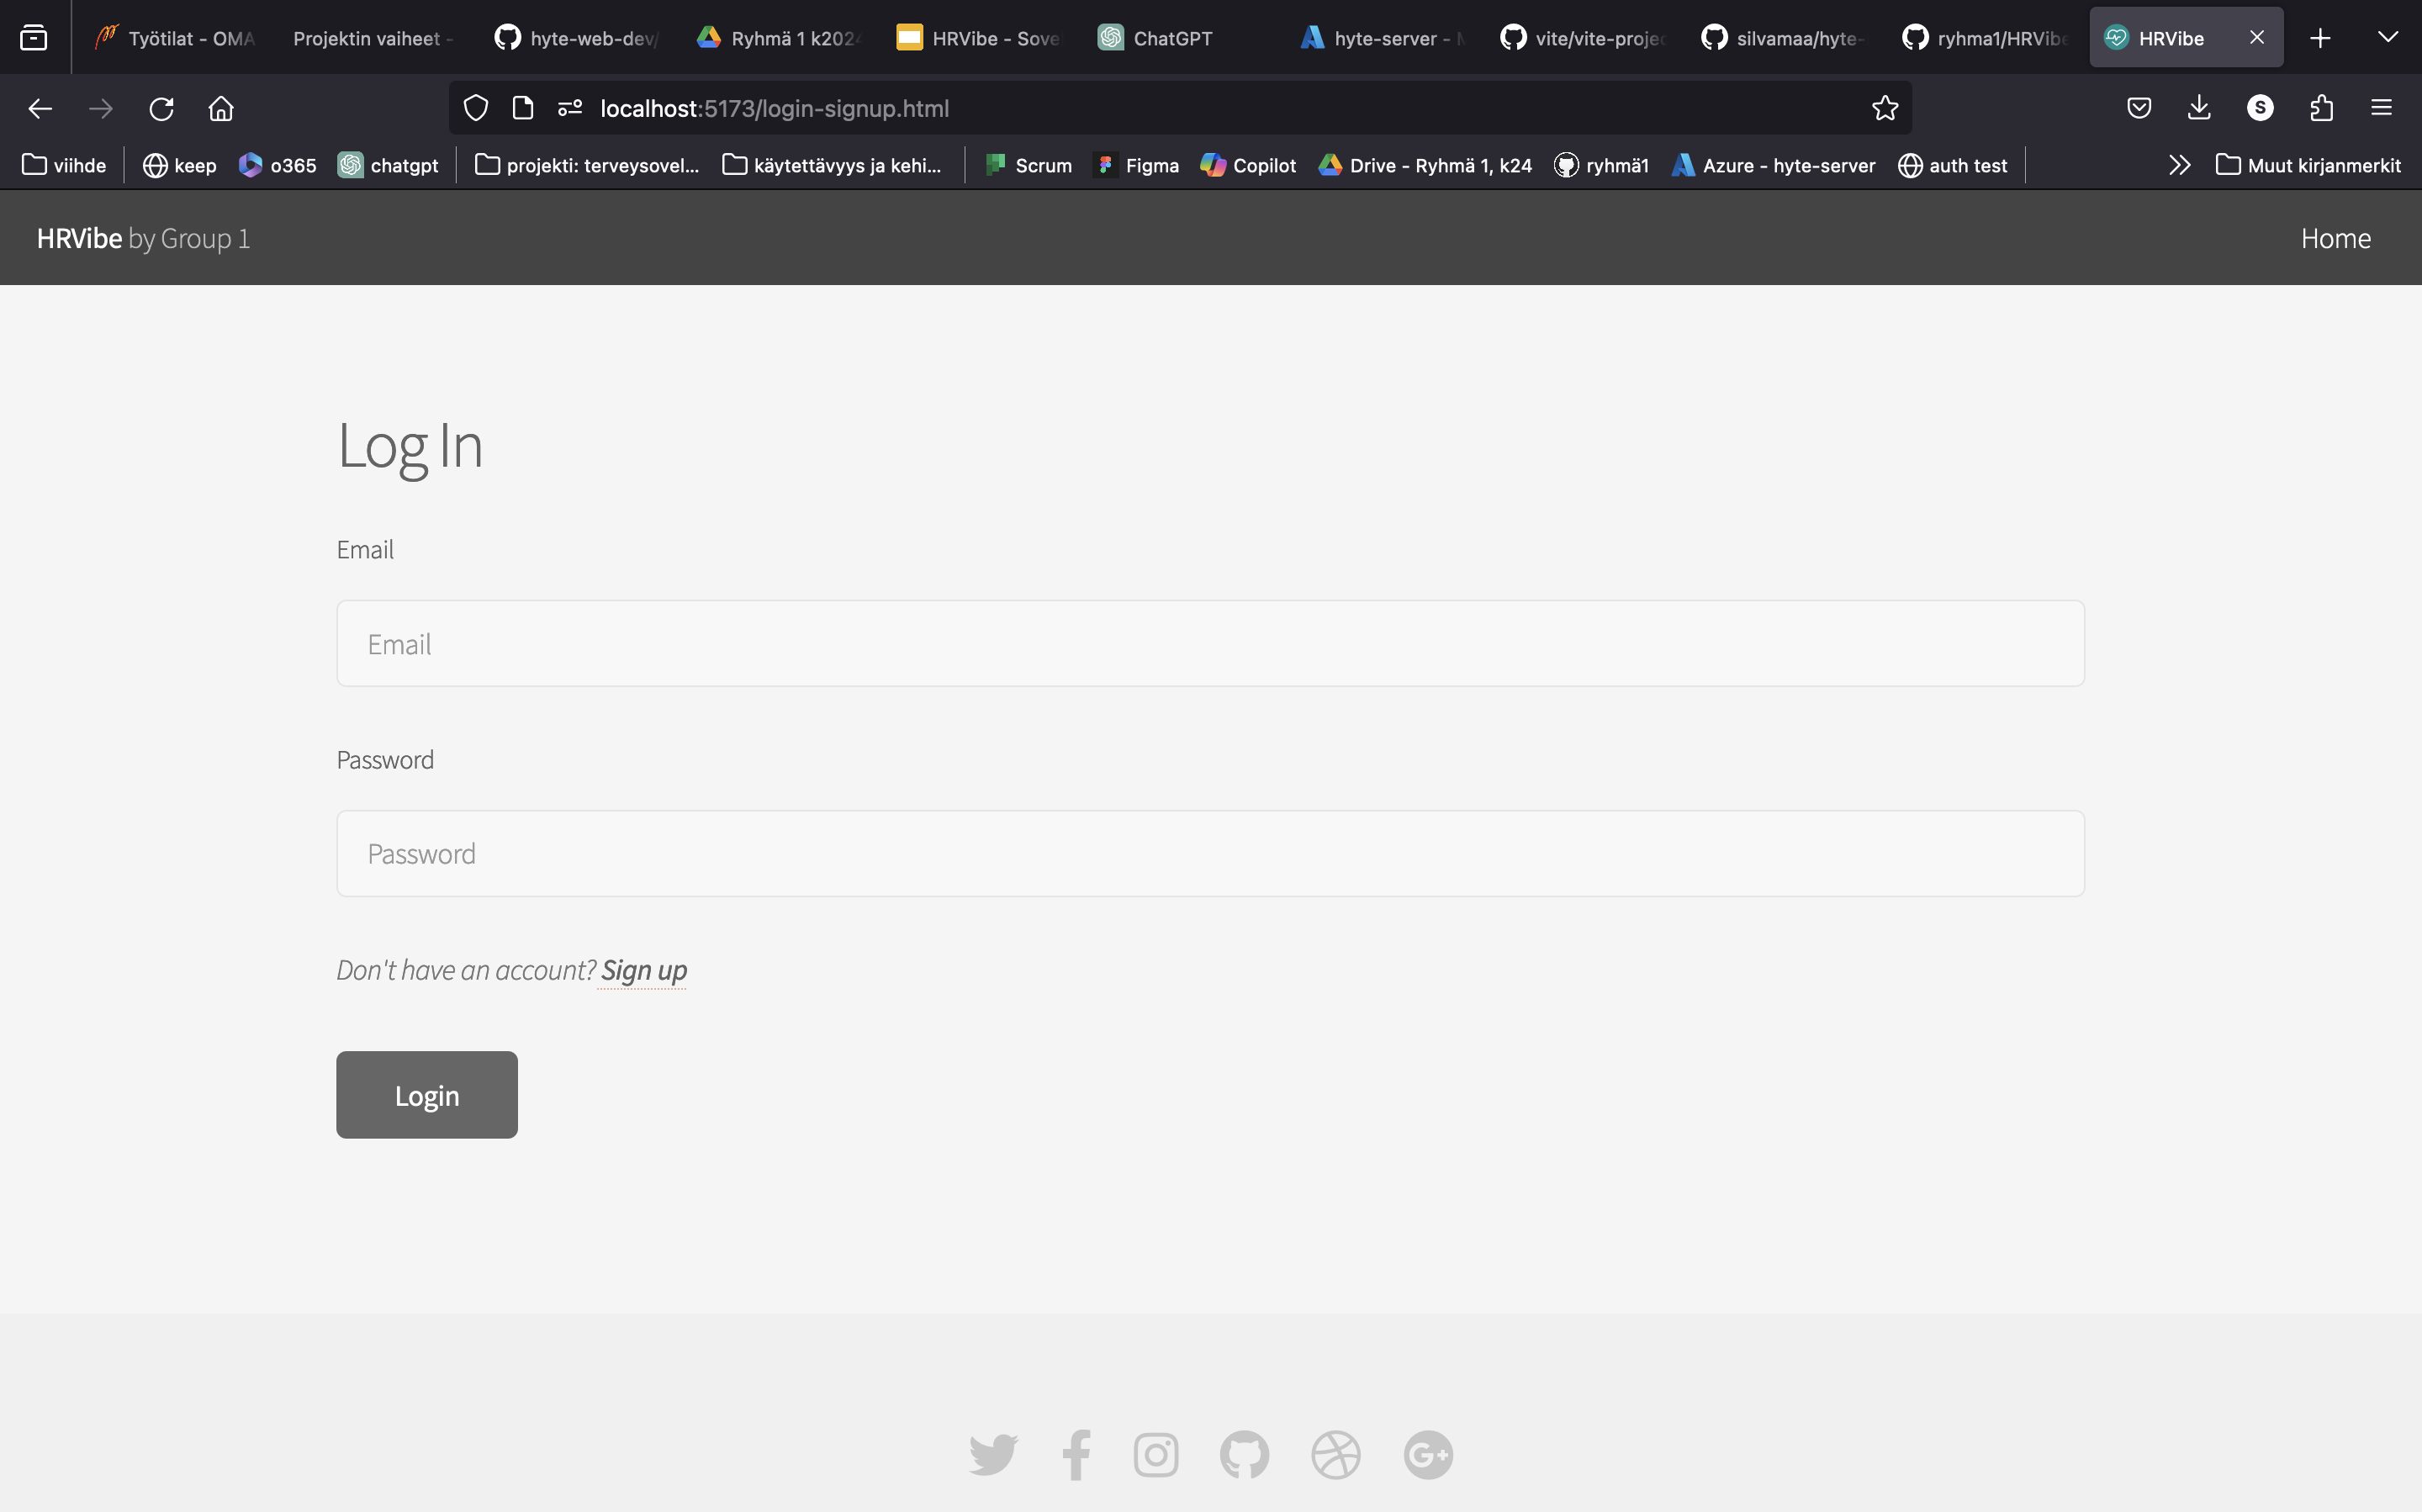 Työtilat - OMA
Projektin vaiheet -
hyte-web-dev/
Ryhmä 1 k2024
HRVibe - Sove
ChatGPT
hyte-server - M
vite/vite-projec
silvamaa/hyte-
ryhma1/HRVibe
HRVibe
localhost:5173/login-signup.html
S
viihde
keep
o365
chatgpt
projekti: terveysovel...
käytettävyys ja kehi...
Scrum
Figma
Copilot
Drive - Ryhmä 1, k24
ryhmä1
Azure - hyte-server
auth test
Muut kirjanmerkit
HRVibe by Group 1
Home
Log In
Email
Email
Password
Password
Don't have an account? Sign up
Login